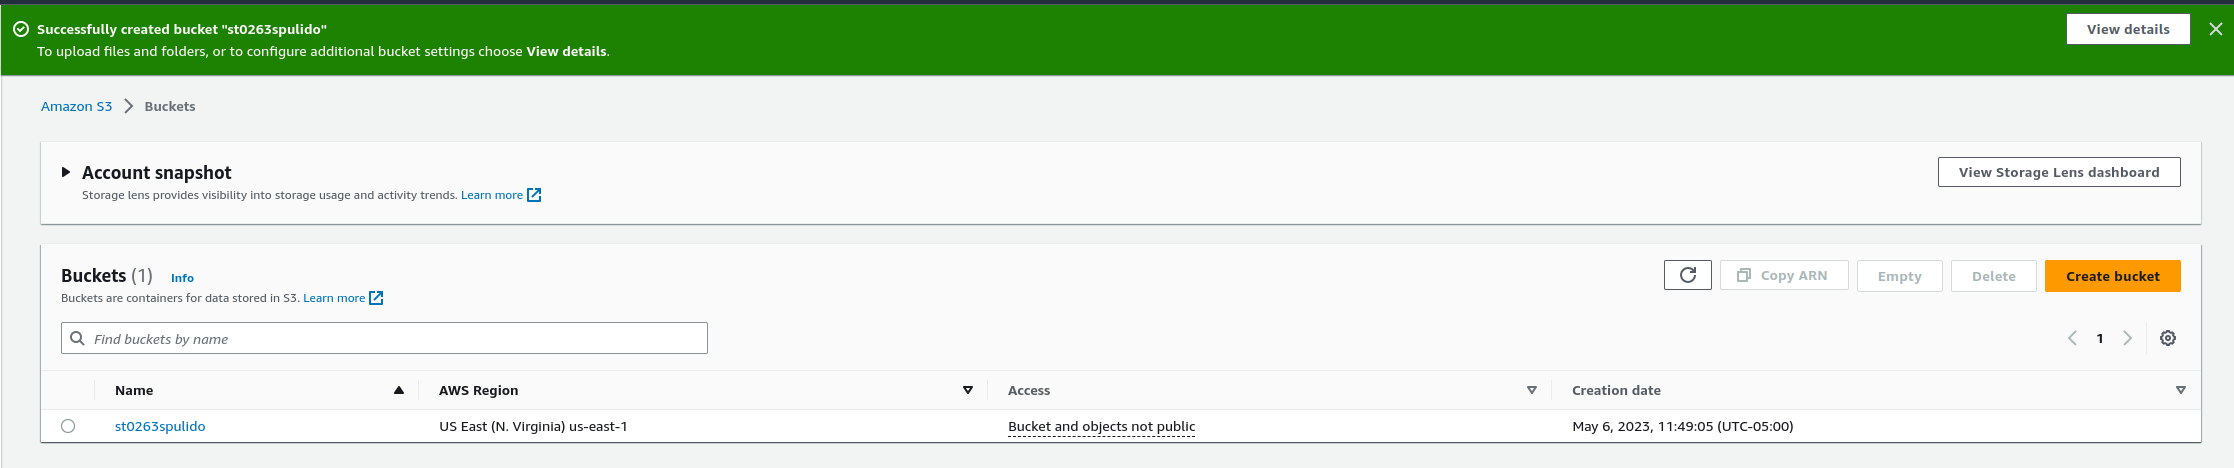 Successfully created bucket "st0263spulido"
To upload files and folders, or to configure additional bucket settings choose View details.
View details
Amazon S3 Buckets
Account snapshot
Storage lens provides visibility into storage usage and activity trends. Learn more
View Storage Lens dashboard
Buckets (1) Info
Buckets are containers for data stored in S3. Learn more
Copy ARN Empty Delete Create bucket
Find buckets by name
1
Name AWS Region Access Creation date
st0263spulido US East (N. Virginia) us-east-1 Bucket and objects not public May 6, 2023, 11:49:05 (UTC-05:00)